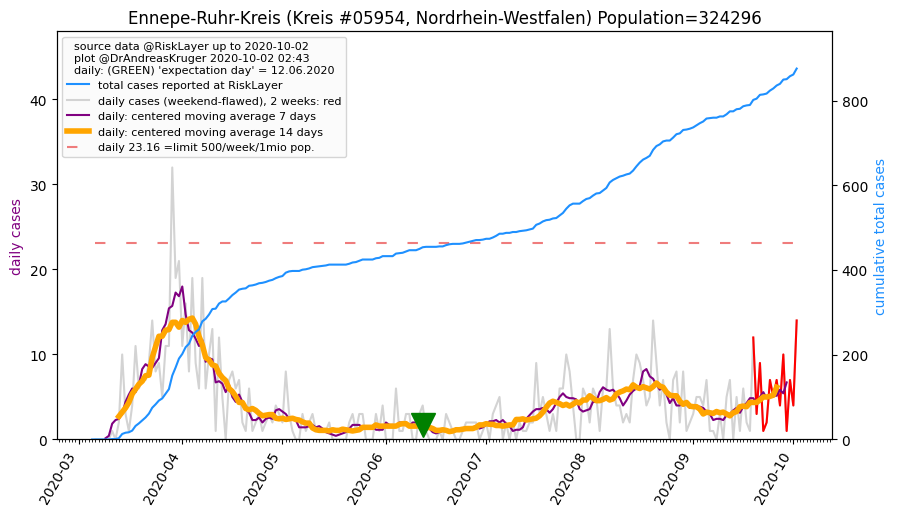 Ennepe-Ruhr-Kreis (Kreis #05954, Nordrhein-Westfalen) Population=324296
source data @RiskLayer up to 2020-10-02
plot @DrAndreasKruger 2020-10-02 02:43
daily: (GREEN) 'expectation day' = 12.06.2020
total cases reported at RiskLayer
daily cases (weekend-flawed), 2 weeks: red
daily: centered moving average 7 days
daily: centered moving average 14 days
daily 23.16 =limit 500/week/1mio pop.
daily cases
40
30
20
10
0
cumulative total cases
800
600
400
200
0
2020-03
2020-04
2020-05
2020-06
2020-07
2020-08
2020-09
2020-10